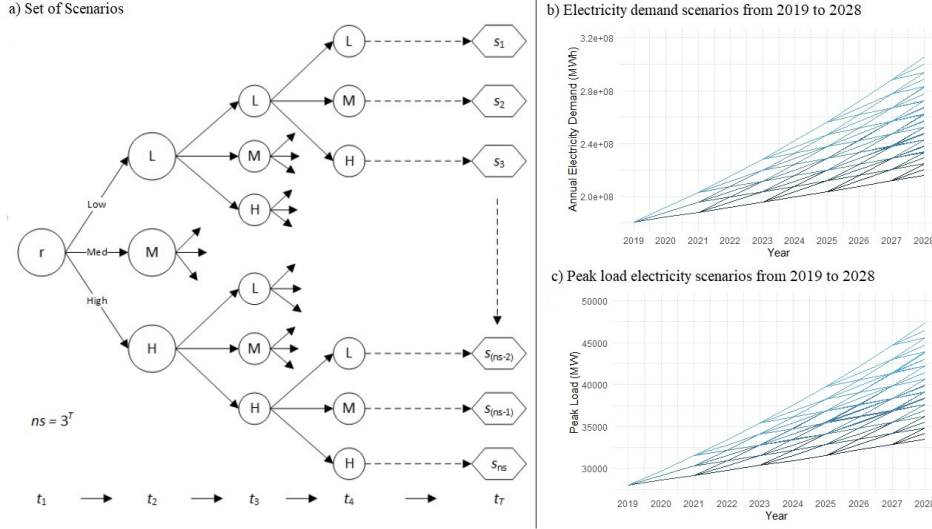 a) Set of Scenarios
L
s1
L
M
s2
L
M
H
s3
Low
H
r
Med
M
High
L
H
M
L
s(ns-2)
H
M
s(ns-1)
ns = 3^T
H
sns
t1
t2
t3
t4
tT
b) Electricity demand scenarios from 2019 to 2028
Annual Electricity Demand (MWh)
3.2e+08
2.8e+08
2.4e+08
2.0e+08
2019 2020 2021 2022 2023 2024 2025 2026 2027 2028
Year
c) Peak load electricity scenarios from 2019 to 2028
Peak Load (MW)
50000
45000
40000
35000
30000
2019 2020 2021 2022 2023 2024 2025 2026 2027 2028
Year